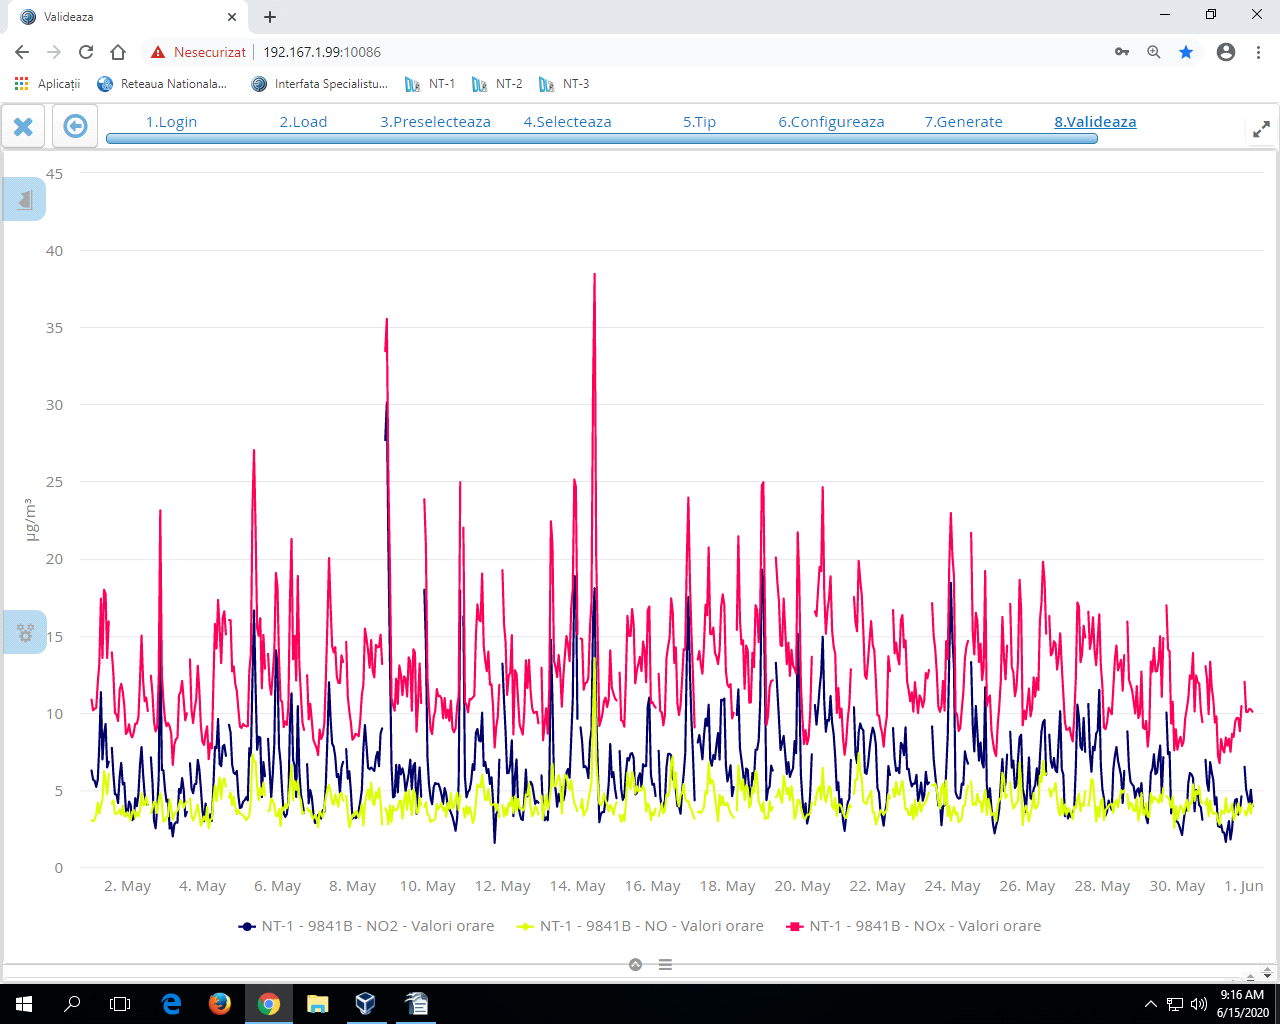 Valideaza
Nesecurizat 192.167.1.99:10086
Aplicații Reteaua Nationala... Interfata Specialistu... NT-1 NT-2 NT-3
1.Login 2.Load 3.Preselecteaza 4.Selecteaza 5.Tip 6.Configureaza 7.Generate 8.Valideaza
45
40
35
30
25
20
15
10
5
0
µg/m³
2. May 4. May 6. May 8. May 10. May 12. May 14. May 16. May 18. May 20. May 22. May 24. May 26. May 28. May 30. May 1. Jun
NT-1 - 9841B - NO2 - Valori orare NT-1 - 9841B - NO - Valori orare NT-1 - 9841B - NOx - Valori orare
9:16 AM
6/15/2020